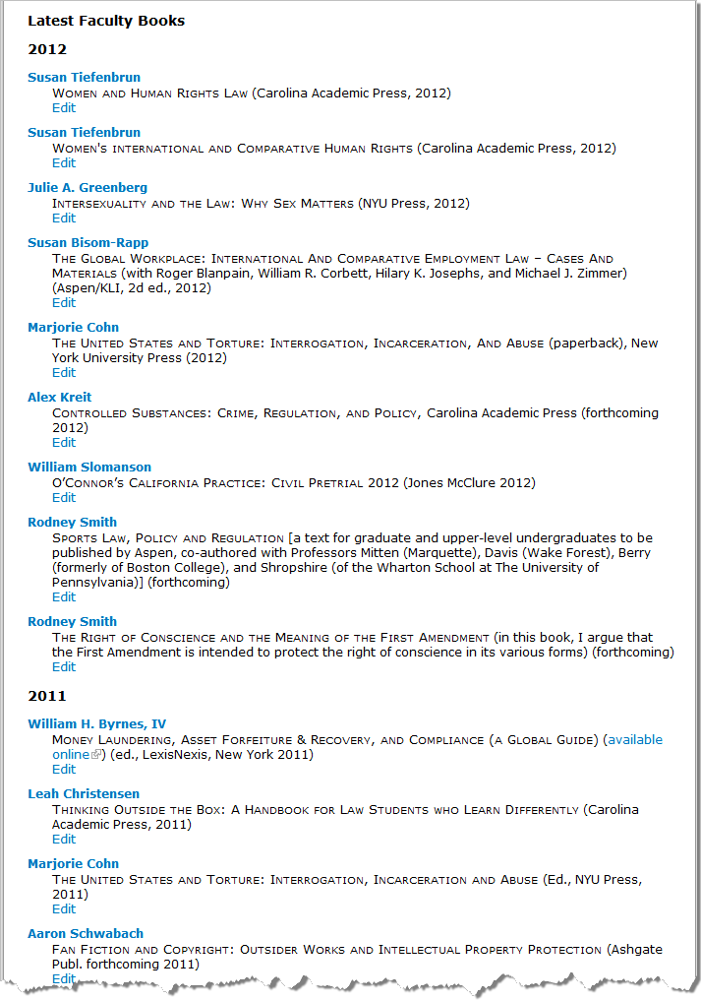 Latest Faculty Books
2012
Susan Tiefenbrun
Women and Human Rights Law (Carolina Academic Press, 2012)
Edit
Susan Tiefenbrun
Women's international and Comparative Human Rights (Carolina Academic Press, 2012)
Edit
Julie A. Greenberg
Intersexuality and the Law: Why Sex Matters (NYU Press, 2012)
Edit
Susan Bisom-Rapp
The Global Workplace: International And Comparative Employment Law – Cases And
Materials (with Roger Blanpain, William R. Corbett, Hilary K. Josephs, and Michael J. Zimmer)
(Aspen/KLI, 2d ed., 2012)
Edit
Marjorie Cohn
The United States and Torture: Interrogation, Incarceration, And Abuse (paperback), New
York University Press (2012)
Edit
Alex Kreit
Controlled Substances: Crime, Regulation, and Policy, Carolina Academic Press (forthcoming
2012)
Edit
William Slomanson
O’Connor’s California Practice: Civil Pretrial 2012 (Jones McClure 2012)
Edit
Rodney Smith
Sports Law, Policy and Regulation [a text for graduate and upper-level undergraduates to be
published by Aspen, co-authored with Professors Mitten (Marquette), Davis (Wake Forest), Berry
(formerly of Boston College), and Shropshire (of the Wharton School at The University of
Pennsylvania)] (forthcoming)
Edit
Rodney Smith
The Right of Conscience and the Meaning of the First Amendment (in this book, I argue that
the First Amendment is intended to protect the right of conscience in its various forms) (forthcoming)
Edit
2011
William H. Byrnes, IV
Money Laundering, Asset Forfeiture & Recovery, and Compliance (a Global Guide) (available
online) (ed., LexisNexis, New York 2011)
Edit
Leah Christensen
Thinking Outside the Box: A Handbook for Law Students who Learn Differently (Carolina
Academic Press, 2011)
Edit
Marjorie Cohn
The United States and Torture: Interrogation, Incarceration and Abuse (Ed., NYU Press,
2011)
Edit
Aaron Schwabach
Fan Fiction and Copyright: Outsider Works and Intellectual Property Protection (Ashgate
Publ. forthcoming 2011)
Edit